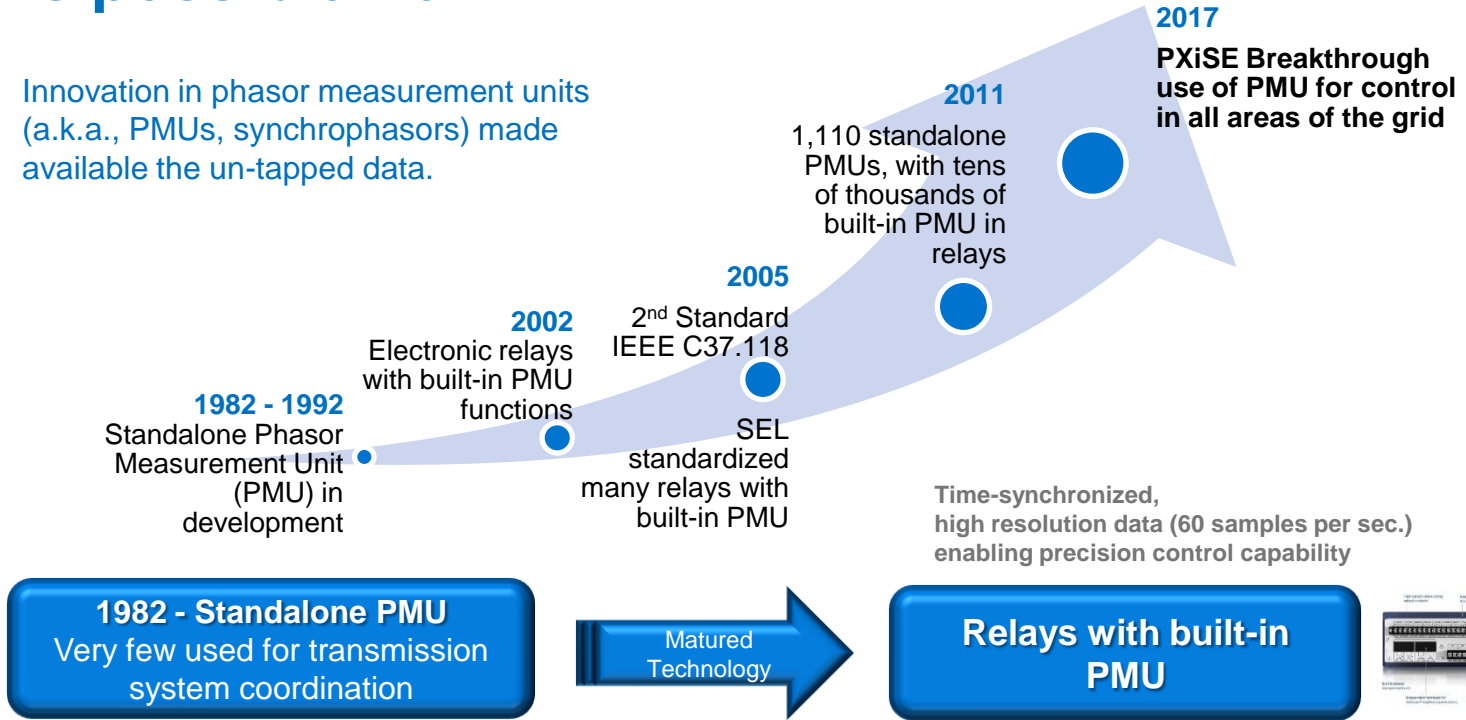 Innovation in phasor measurement units
(a.k.a., PMUs, synchrophasors) made
available the un-tapped data.
1982 - 1992
Standalone Phasor
Measurement Unit
(PMU) in
development
2002
Electronic relays
with built-in PMU
functions
2005
2nd Standard
IEEE C37.118
SEL
standardized
many relays with
built-in PMU
2011
1,110 standalone
PMUs, with tens
of thousands of
built-in PMU in
relays
2017
PXiSE Breakthrough
use of PMU for control
in all areas of the grid
Time-synchronized,
high resolution data (60 samples per sec.)
enabling precision control capability
1982 - Standalone PMU
Very few used for transmission
system coordination
Matured
Technology
Relays with built-in
PMU